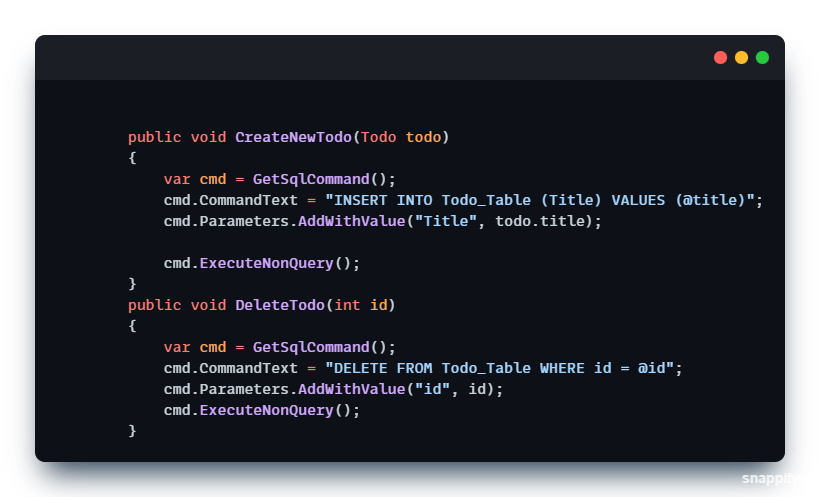 public void CreateNewTodo(Todo todo)
{
    var cmd = GetSqlCommand();
    cmd.CommandText = "INSERT INTO Todo_Table (Title) VALUES (@title)";
    cmd.Parameters.AddWithValue("Title", todo.title);

    cmd.ExecuteNonQuery();
}
public void DeleteTodo(int id)
{
    var cmd = GetSqlCommand();
    cmd.CommandText = "DELETE FROM Todo_Table WHERE id = @id";
    cmd.Parameters.AddWithValue("id", id);
    cmd.ExecuteNonQuery();
}